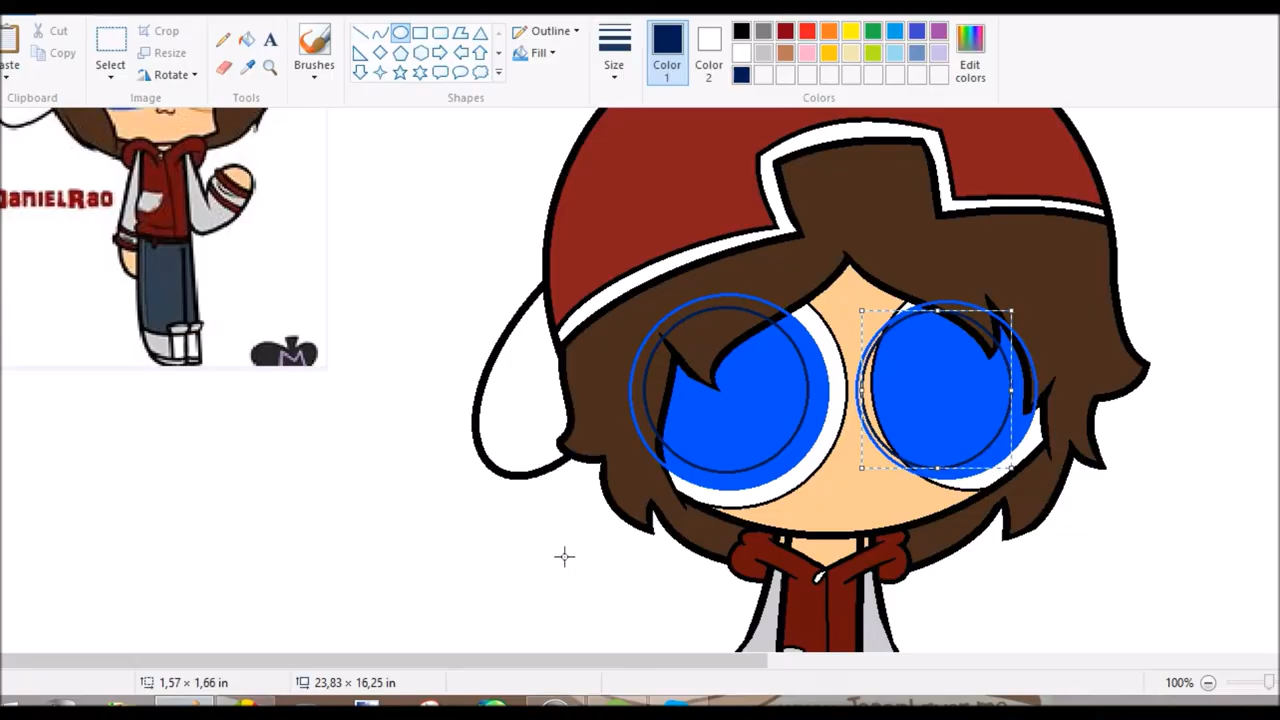 Cut
Copy
aste
Clipboard
Select
Crop
Resize
Rotate
Image
A
Tools
Brushes
Outline
Fill
Shapes
Size
Color
1
Color
2
Edit
colors
Colors
DanielRao
M
1,57 × 1,66 in
23,83 × 16,25 in
100%